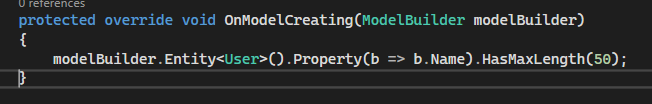 0 references
protected override void OnModelCreating(ModelBuilder modelBuilder)
{
    modelBuilder.Entity<User>().Property(b => b.Name).HasMaxLength(50);
}